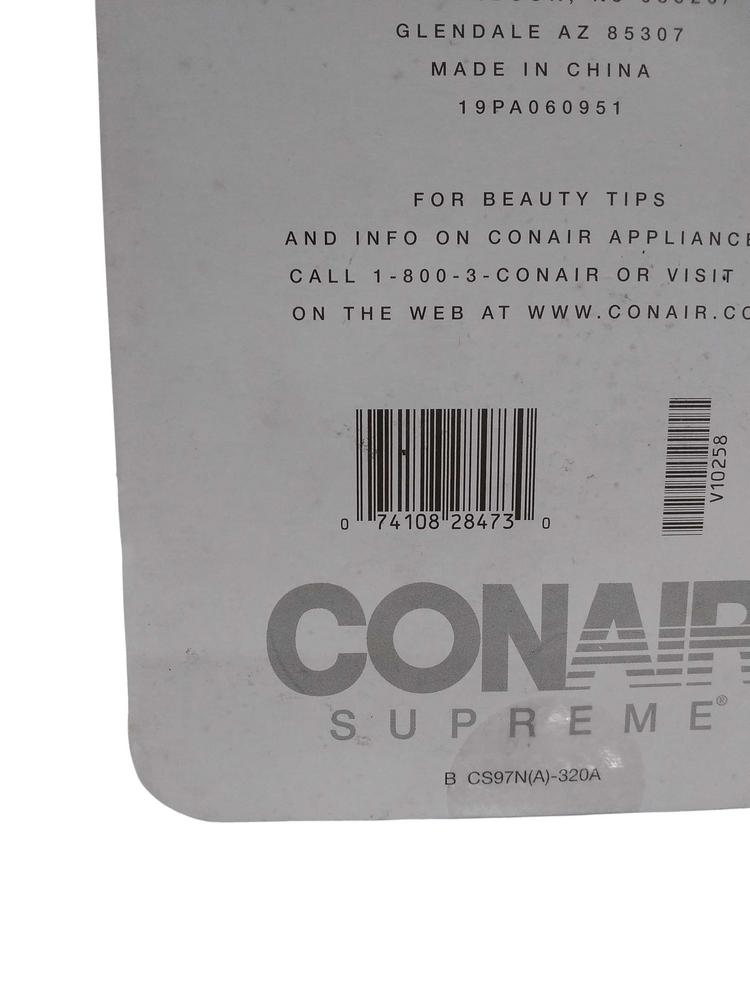 GLENDALE AZ 85307
MADE IN CHINA
19PA060951
FOR BEAUTY TIPS
AND INFO ON CONAIR APPLIANCE
CALL 1-800-3-CONAIR OR VISIT
ON THE WEB AT WWW.CONAIR.CO
0 74108 28473 0
V10258
CONAIR
SUPREME®
B CS97N(A)-320A